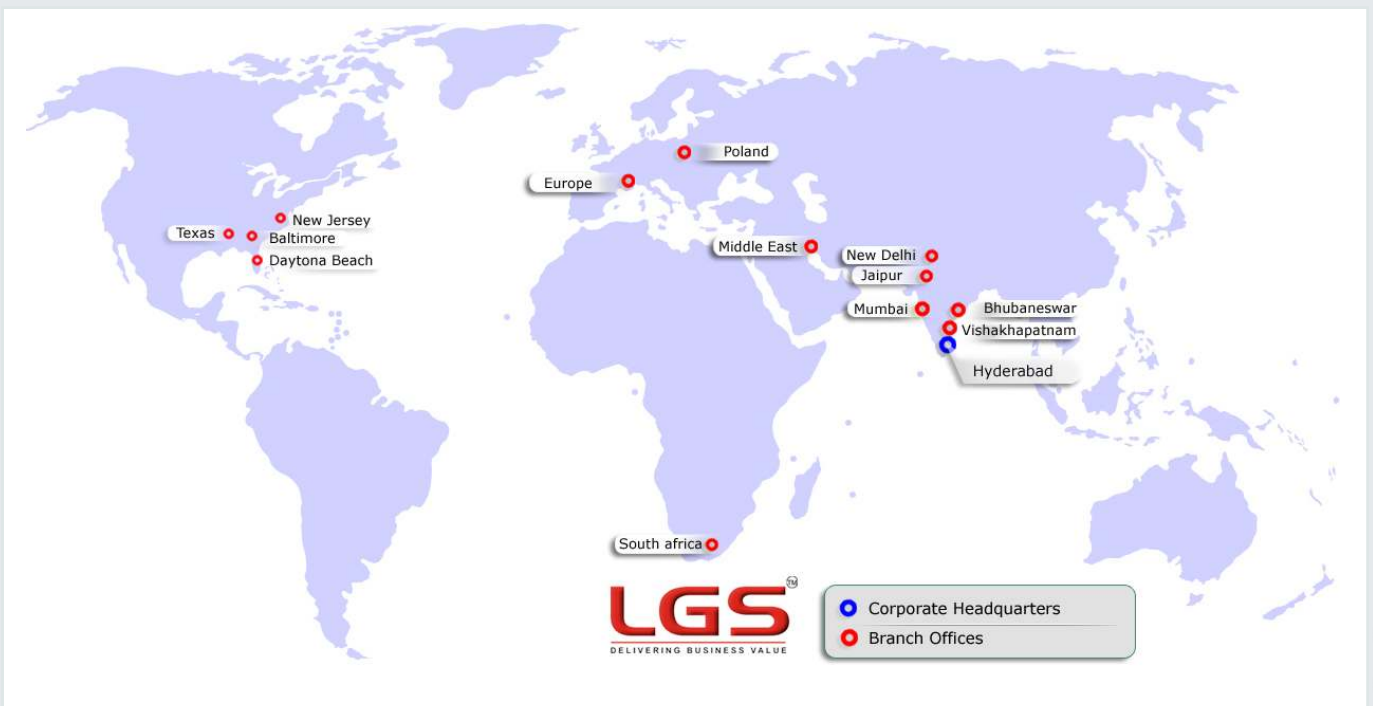 Poland
Europe
New Jersey
Texas
Baltimore
Middle East
New Delhi
Daytona Beach
Jaipur
Mumbai
Bhubaneswar
Vishakhapatnam
Hyderabad
South africa
LGS TM
DELIVERING BUSINESS VALUE
Corporate Headquarters
Branch Offices